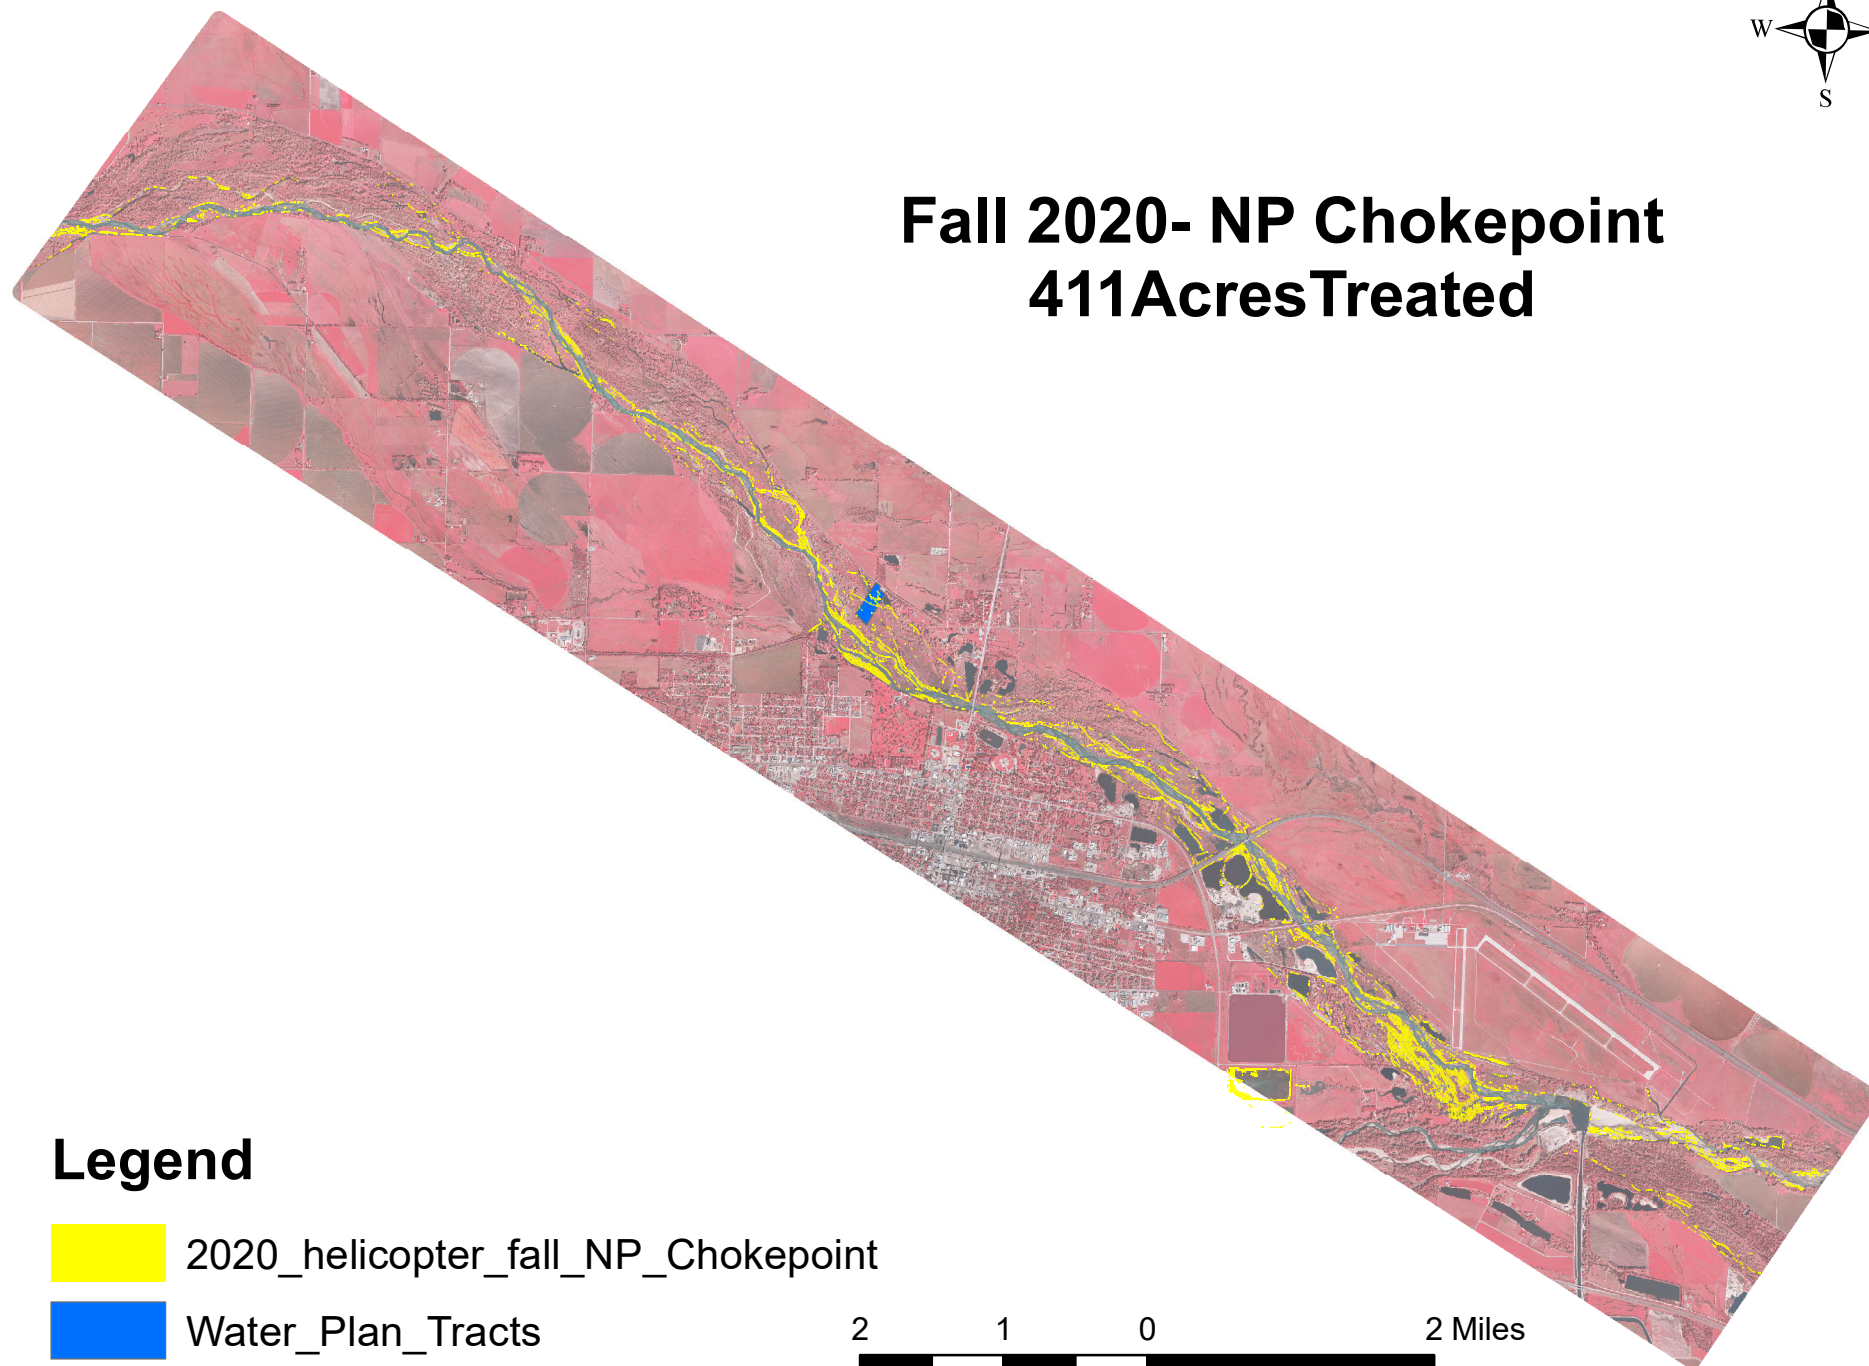 W
S
Fall 2020- NP Chokepoint
411AcresTreated
Legend
2020_helicopter_fall_NP_Chokepoint
Water_Plan_Tracts
2 1 0 2 Miles